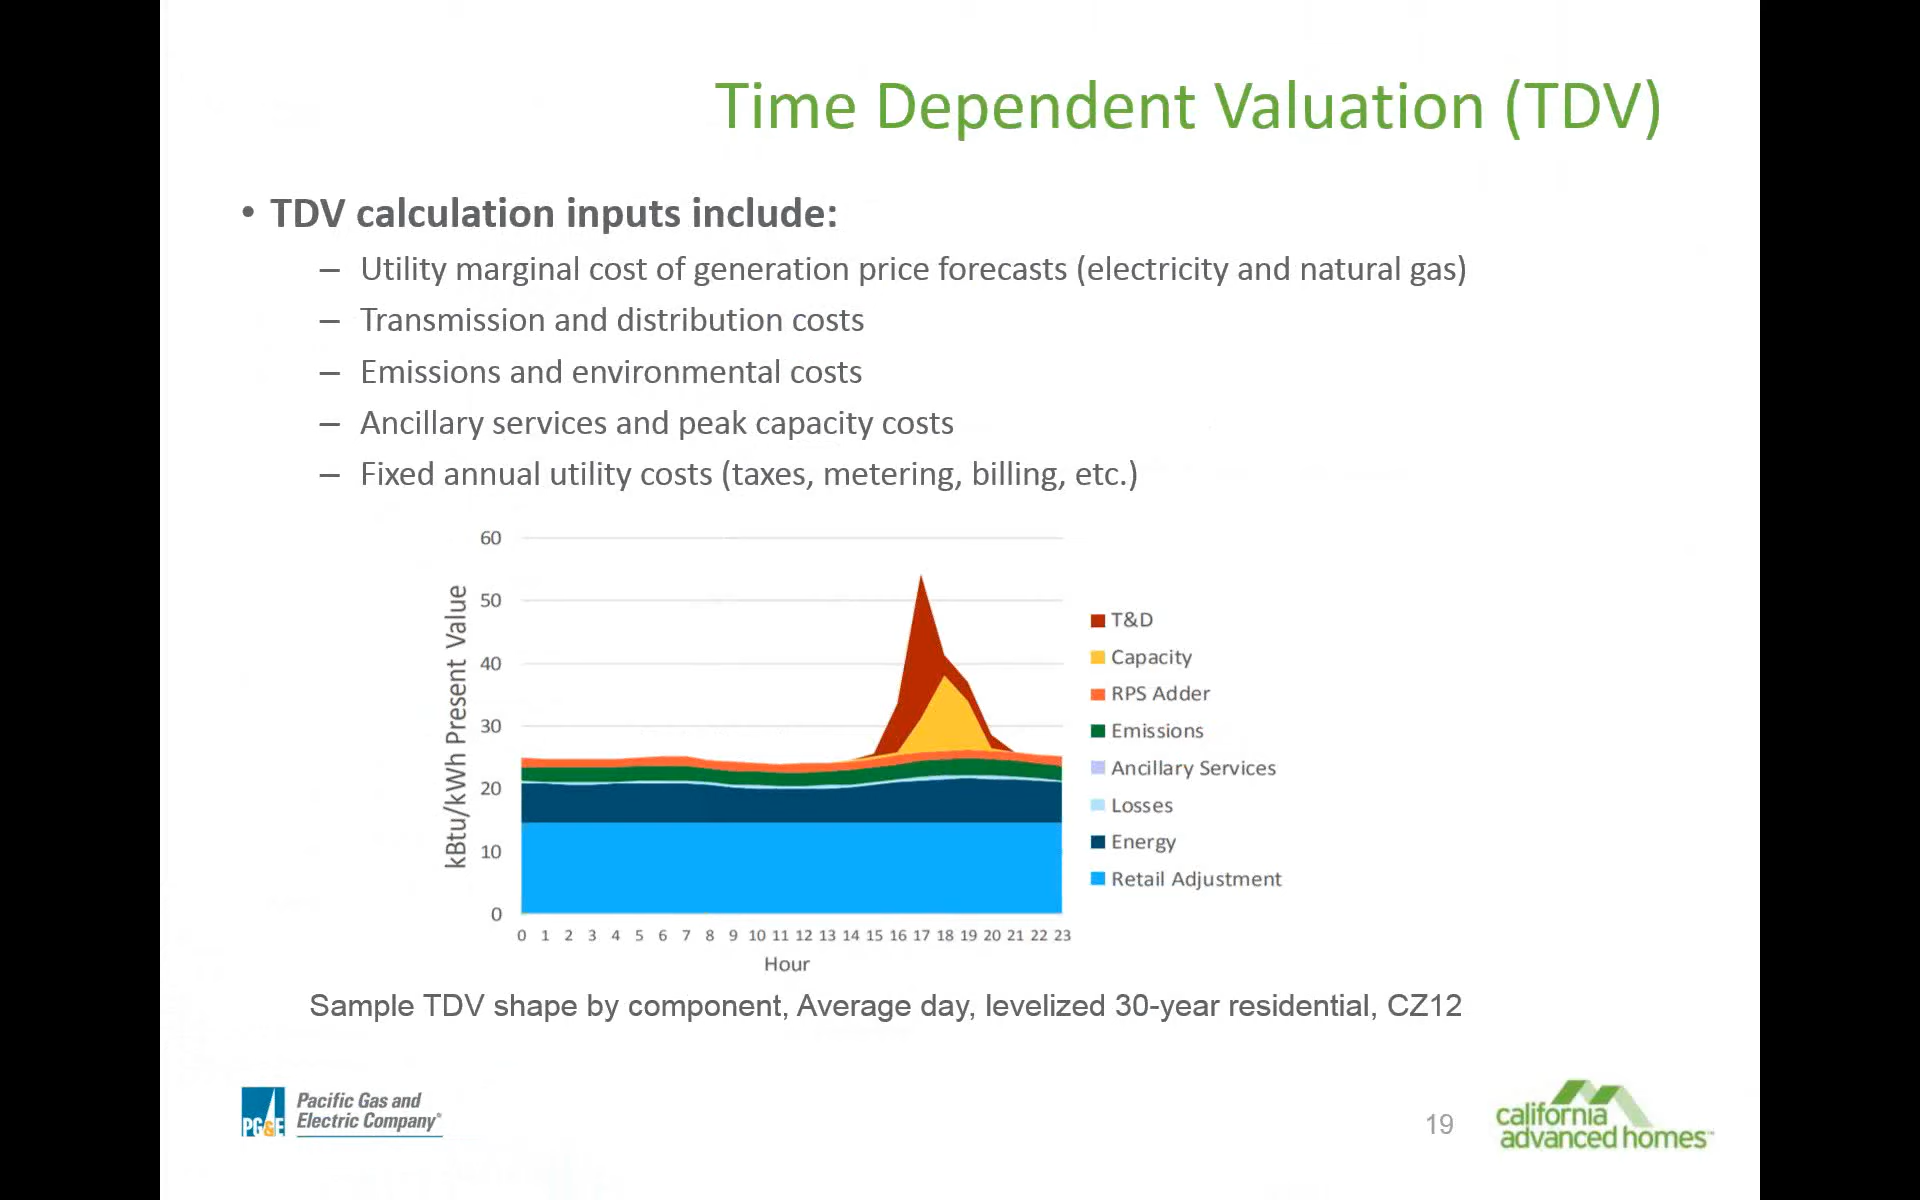 Time Dependent Valuation (TDV)
• TDV calculation inputs include:
– Utility marginal cost of generation price forecasts (electricity and natural gas)
– Transmission and distribution costs
– Emissions and environmental costs
– Ancillary services and peak capacity costs
– Fixed annual utility costs (taxes, metering, billing, etc.)
kBtu/kWh Present Value
60
50
40
30
20
10
0
0 1 2 3 4 5 6 7 8 9 10 11 12 13 14 15 16 17 18 19 20 21 22 23
Hour
T&D
Capacity
RPS Adder
Emissions
Ancillary Services
Losses
Energy
Retail Adjustment
Sample TDV shape by component, Average day, levelized 30-year residential, CZ12
PG&E
Pacific Gas and
Electric Company®
19
california
advanced homes™